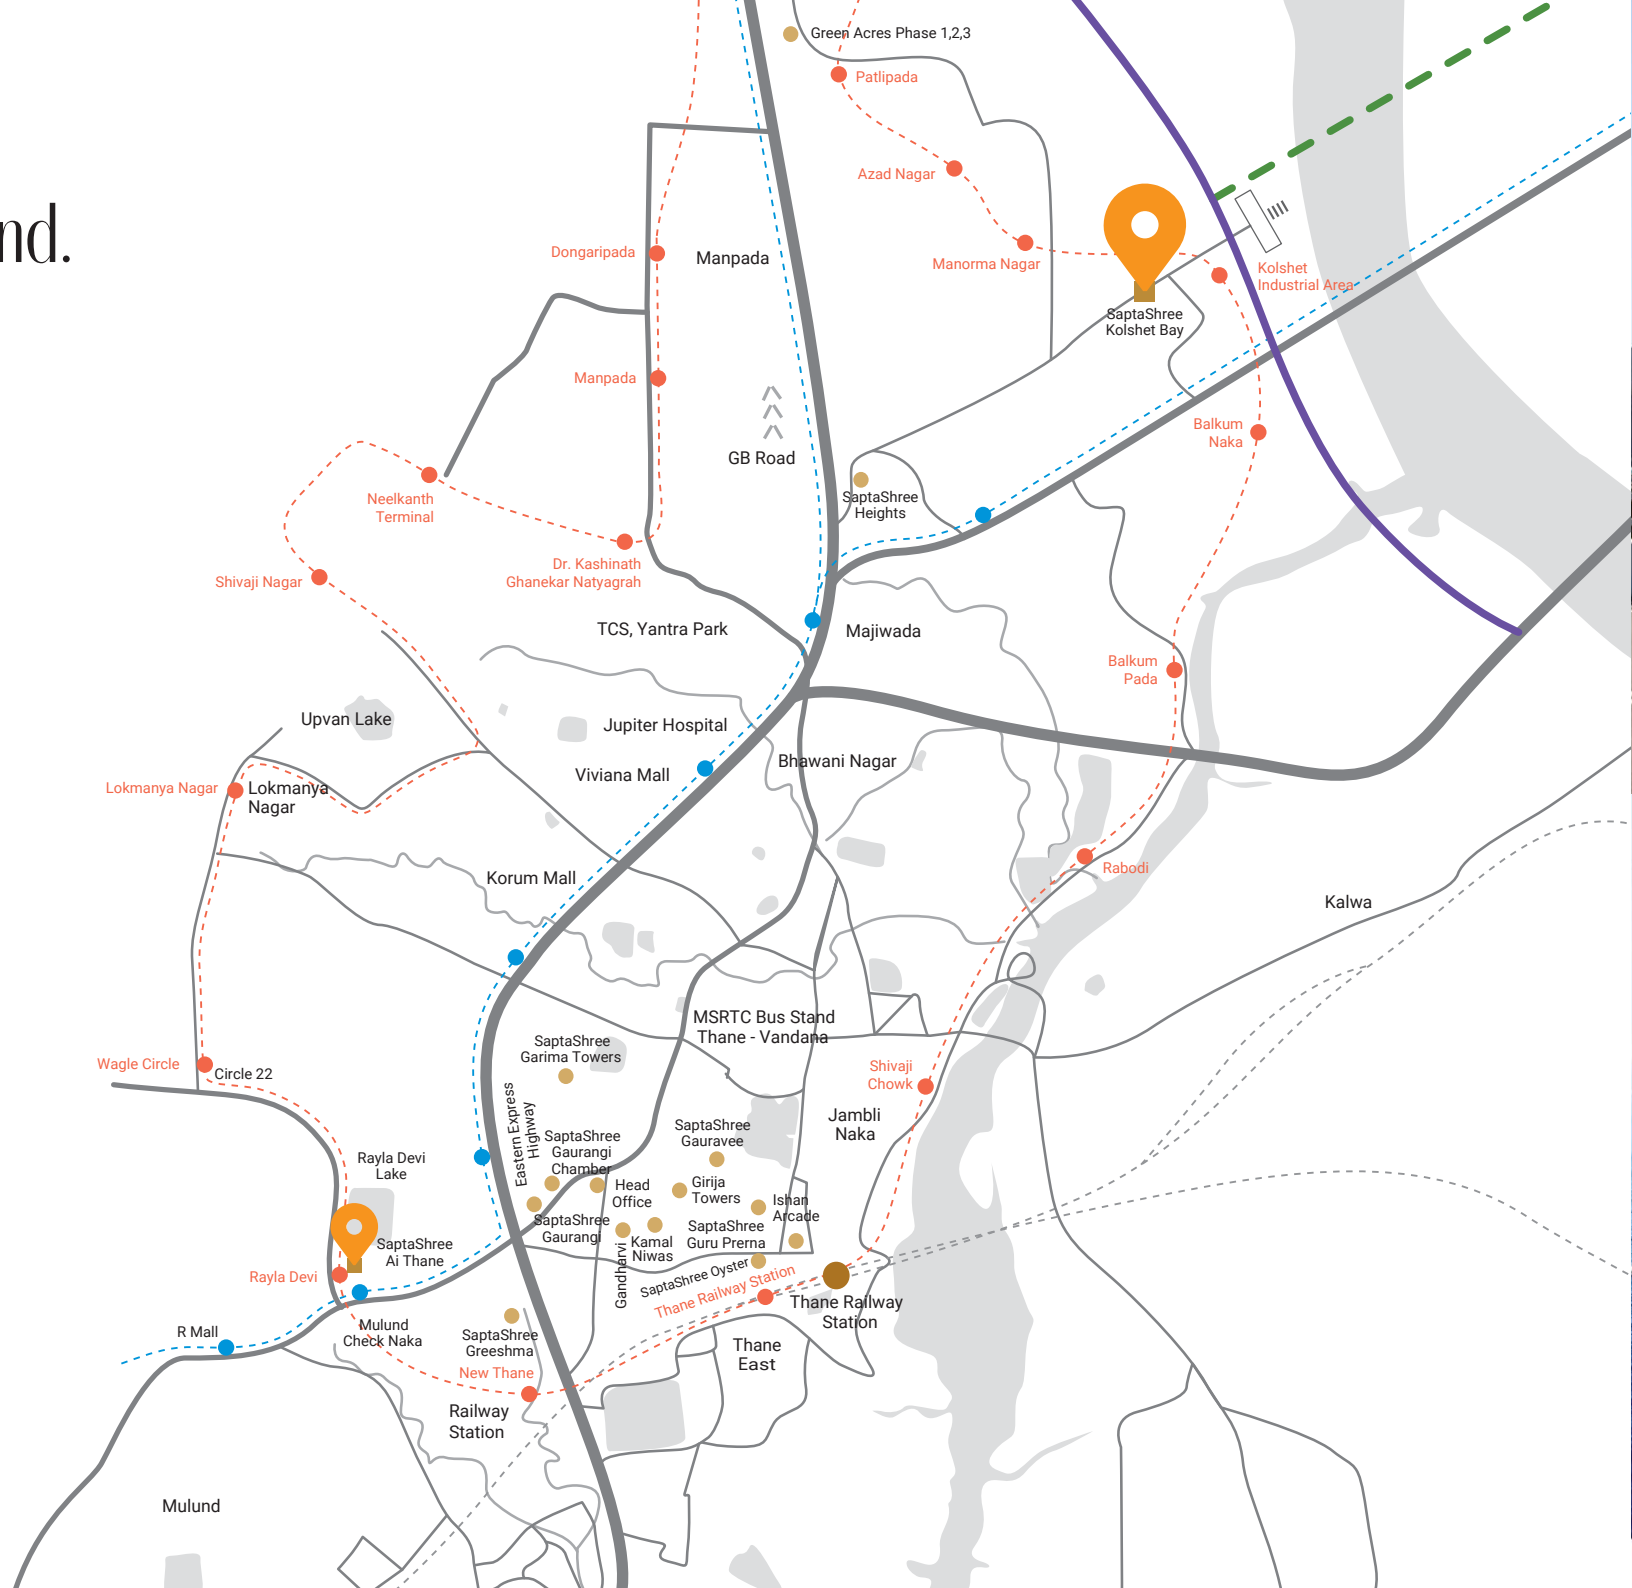 nd.
Green Acres Phase 1,2,3
Patlipada
Azad Nagar
Manorma Nagar
Dongaripada
Manpada
Kolshet
Industrial Area
SaptaShree
Kolshet Bay
Manpada
GB Road
Balkum
Naka
Neelkanth
Terminal
SaptaShree
Heights
Dr. Kashinath
Ghanekar Natyagrah
Shivaji Nagar
TCS, Yantra Park
Majiwada
Balkum
Pada
Upvan Lake
Jupiter Hospital
Viviana Mall
Bhawani Nagar
Lokmanya Nagar
Lokmanya
Nagar
Korum Mall
Rabodi
Kalwa
MSRTC Bus Stand
Thane - Vandana
SaptaShree
Garima Towers
Wagle Circle
Circle 22
Shivaji
Chowk
Eastern Express
Highway
Jambli
Naka
SaptaShree
Gauravee
SaptaShree
Gaurangi
Chamber
Rayla Devi
Lake
Head
Office
Girija
Towers
Ishan
Arcade
SaptaShree
Gaurangi
Kamal
Niwas
SaptaShree
Guru Prerna
SaptaShree
Ai Thane
Gandharvi
SaptaShree Oyster
Rayla Devi
Thane Railway Station
Thane Railway
Station
R Mall
Mulund
Check Naka
SaptaShree
Greeshma
Thane
East
New Thane
Railway
Station
Mulund